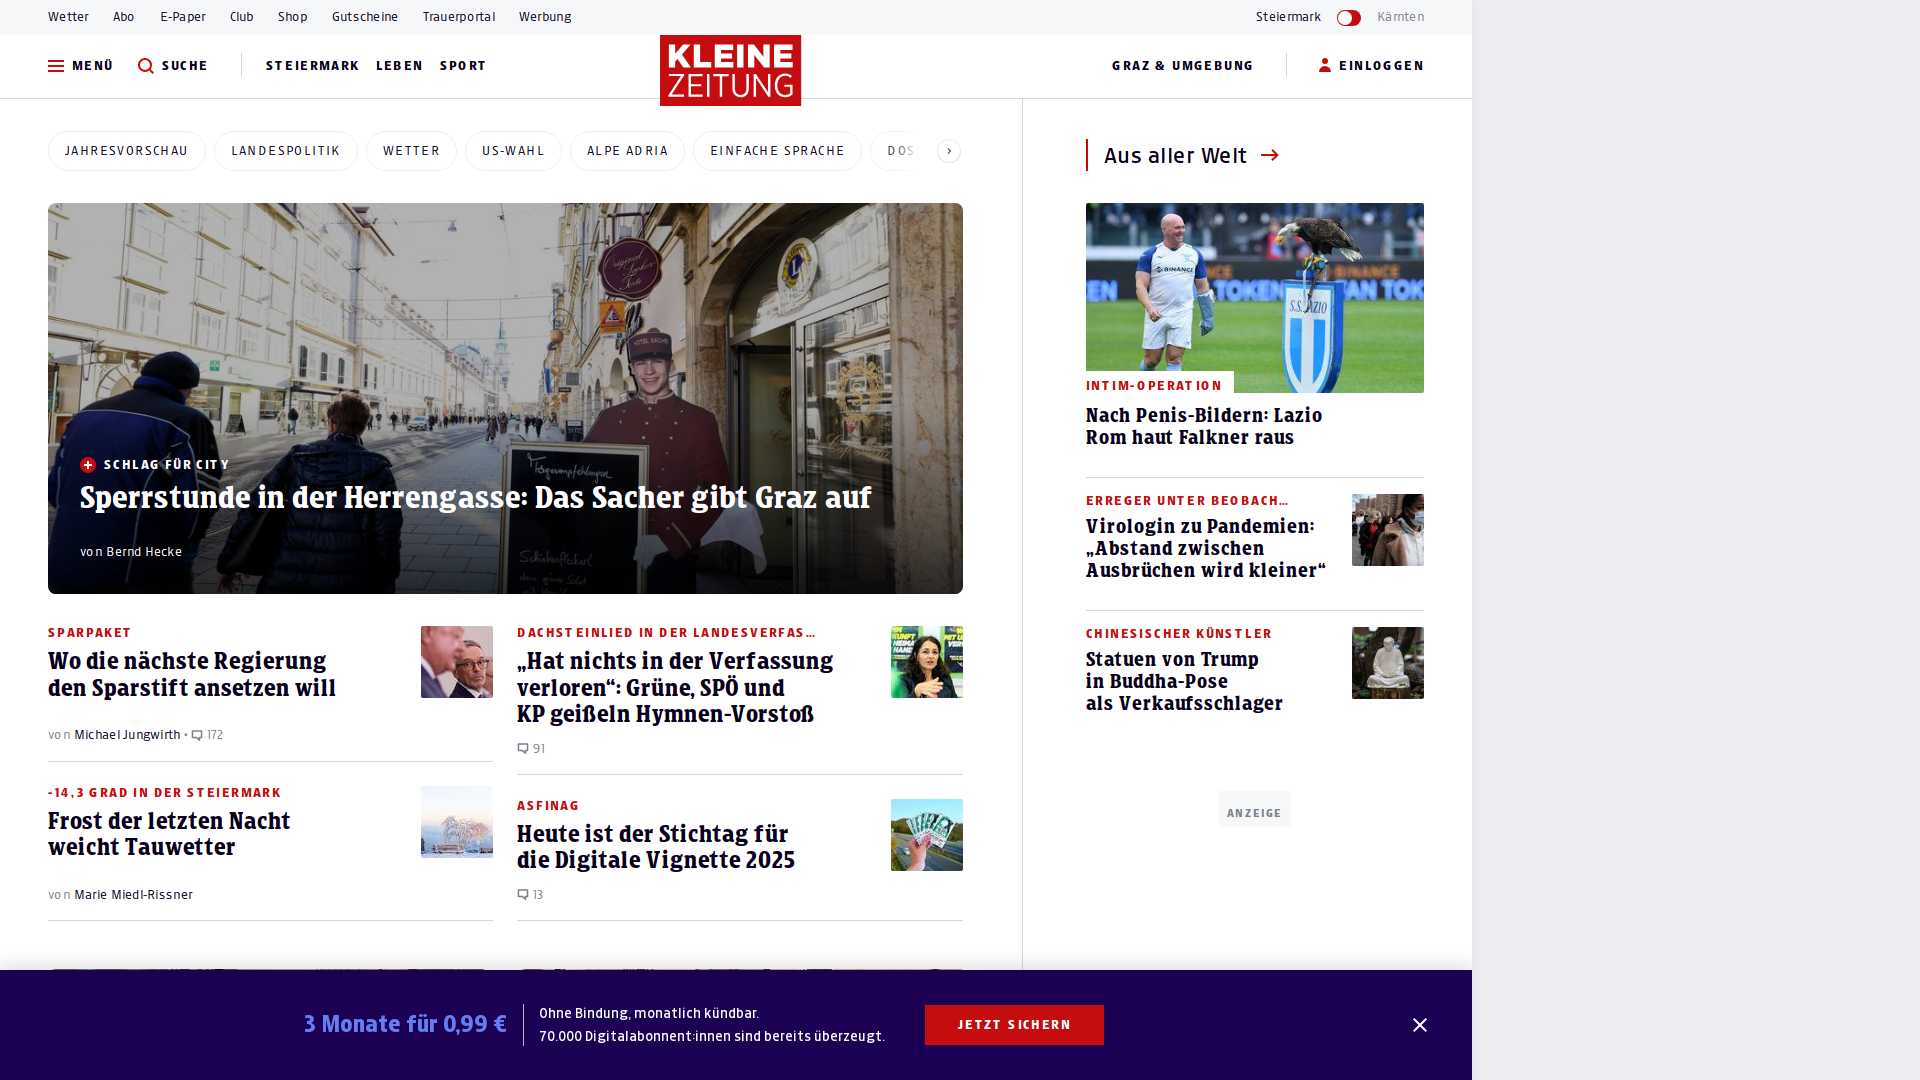 Wetter Abo E-Paper Club Shop Gutscheine Trauerportal Werbung Steiermark Kärnten
MENÜ SUCHE STEIERMARK LEBEN SPORT KLEINE ZEITUNG GRAZ & UMGEBUNG EINLOGGEN
JAHRESVORSCHAU LANDESPOLITIK WETTER US-WAHL ALPE ADRIA EINFACHE SPRACHE DOS
SCHLAG FÜR CITY
Sperrstunde in der Herrengasse: Das Sacher gibt Graz auf
von Bernd Hecke
SPARPAKET
Wo die nächste Regierung
den Sparstift ansetzen will
von Michael Jungwirth • 172
DACHSTEINLIED IN DER LANDESVERFAS…
„Hat nichts in der Verfassung
verloren“: Grüne, SPÖ und
KP geißeln Hymnen-Vorstoß
91
-14,3 GRAD IN DER STEIERMARK
Frost der letzten Nacht
weicht Tauwetter
von Marie Miedl-Rissner
ASFINAG
Heute ist der Stichtag für
die Digitale Vignette 2025
13
Aus aller Welt
BINANCE
S.S. LAZIO
INTIM-OPERATION
Nach Penis-Bildern: Lazio
Rom haut Falkner raus
ERREGER UNTER BEOBACH…
Virologin zu Pandemien:
„Abstand zwischen
Ausbrüchen wird kleiner“
CHINESISCHER KÜNSTLER
Statuen von Trump
in Buddha-Pose
als Verkaufsschlager
ANZEIGE
3 Monate für 0,99 €
Ohne Bindung, monatlich kündbar.
70.000 Digitalabonnent:innen sind bereits überzeugt.
JETZT SICHERN